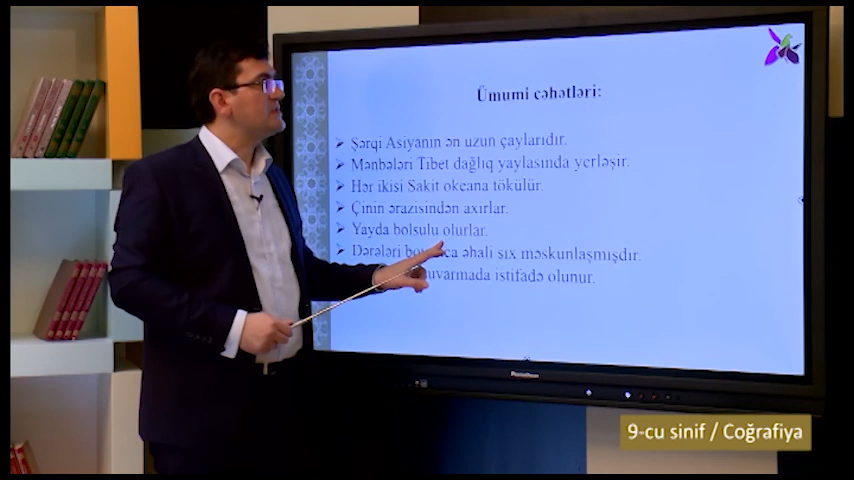 Ümumi cəhətləri:
Şərqi Asiyanın ən uzun çaylarıdır.
Mənbələri Tibet dağlıq yaylasında yerləşir.
Hər ikisi Sakit okeana tökülür.
Çinin ərazisindən axırlar.
Yayda bolsulu olurlar.
Dərələri əhali sıx məskunlaşmışdır.
suvarmada istifadə olunur.
Promethean
9-cu sinif / Coğrafiya